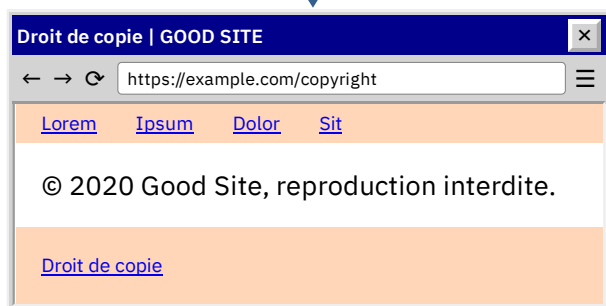 Droit de copie | GOOD SITE
https://example.com/copyright
Lorem Ipsum Dolor Sit
© 2020 Good Site, reproduction interdite.
Droit de copie